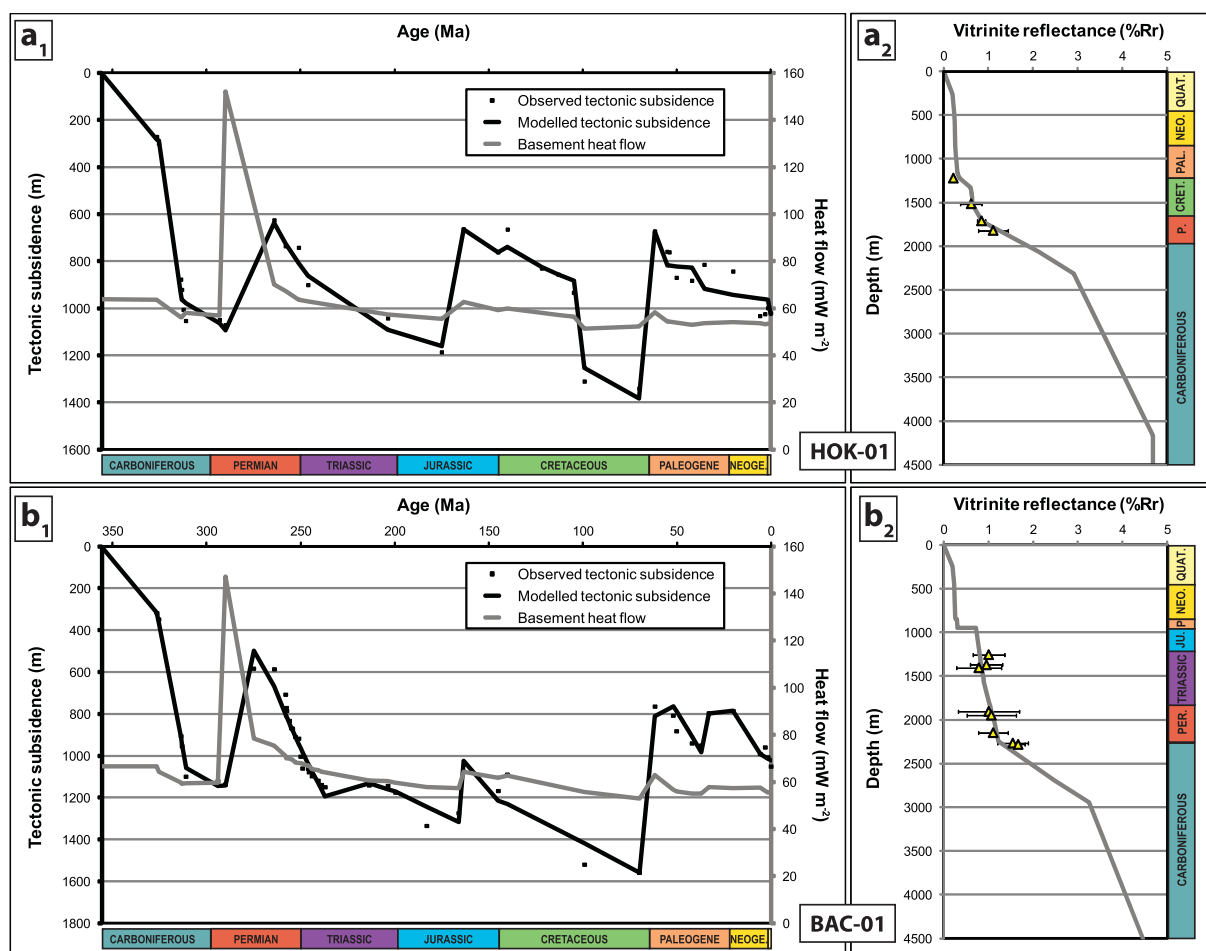 a1
Age (Ma)
0
200
400
600
800
1000
1200
1400
1600
Tectonic subsidence (m)
Observed tectonic subsidence
Modelled tectonic subsidence
Basement heat flow
160
140
120
100
80
60
40
20
0
Heat flow (mW m-2)
CARBONIFEROUS PERMIAN TRIASSIC JURASSIC CRETACEOUS PALEOGENE NEOGE.
a2
Vitrinite reflectance (%Rr)
0 1 2 3 4 5
0
500
1000
1500
2000
2500
3000
3500
4000
4500
Depth (m)
QUAT.
NEO.
PAL.
CRET.
P.
CARBONIFEROUS
HOK-01
b1
Age (Ma)
350 300 250 200 150 100 50 0
0
200
400
600
800
1000
1200
1400
1600
1800
Tectonic subsidence (m)
Observed tectonic subsidence
Modelled tectonic subsidence
Basement heat flow
160
140
120
100
80
60
40
20
0
Heat flow (mW m-2)
CARBONIFEROUS PERMIAN TRIASSIC JURASSIC CRETACEOUS PALEOGENE NEOGE.
b2
Vitrinite reflectance (%Rr)
0 1 2 3 4 5
0
500
1000
1500
2000
2500
3000
3500
4000
4500
Depth (m)
QUAT.
NEO.
P
JU.
TRIASSIC
PER.
CARBONIFEROUS
BAC-01